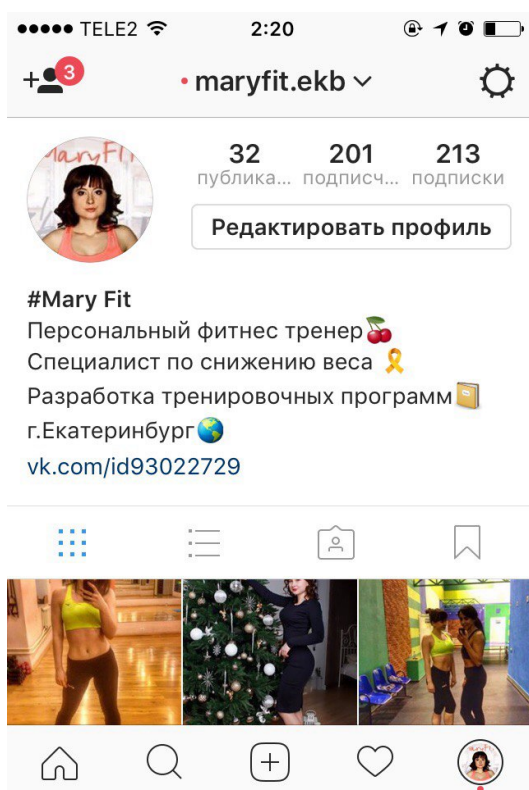 TELE2 2:20
3
maryfit.ekb
MaryFit
32 201 213
публика... подписч... подписки
Редактировать профиль
#Mary Fit
Персональный фитнес тренер🍒
Специалист по снижению веса 🎗
Разработка тренировочных программ📒
г.Екатеринбург🌎
vk.com/id93022729